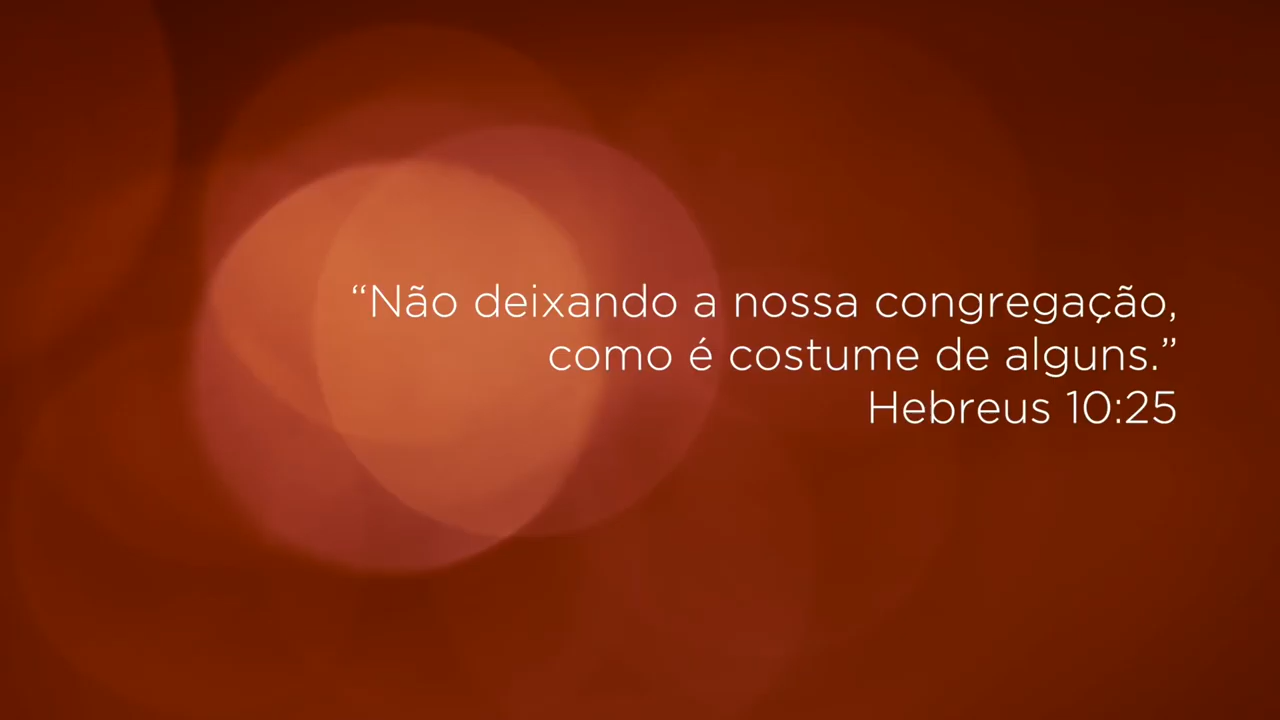 “Não deixando a nossa congregação,
como é costume de alguns.”
Hebreus 10:25